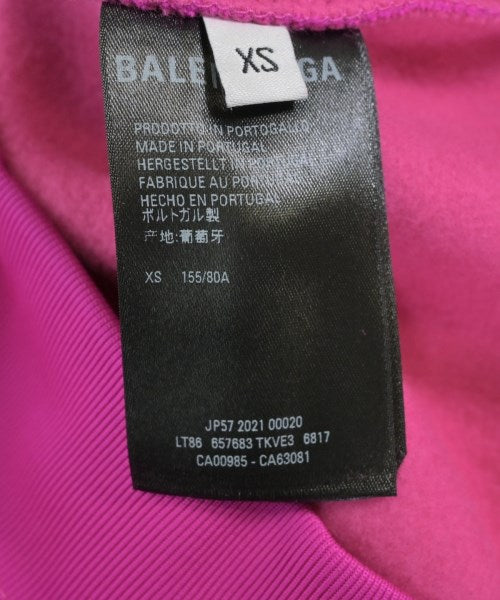 XS
BALENCIAGA
PRODOTTO IN PORTOGALLO
MADE IN PORTUGAL
HERGESTELLT IN PORTUGAL
FABRIQUE AU PORTUGAL
HECHO EN PORTUGAL
ポルトガル製
产地:葡萄牙
XS 155/80A
JP57 2021 00020
LT86 657683 TKVE3 6817
CA00985 - CA63081